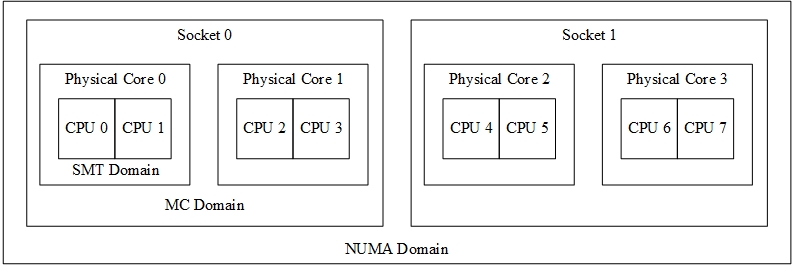 Socket 0
Socket 1
Physical Core 0
Physical Core 1
Physical Core 2
Physical Core 3
CPU 0
CPU 1
CPU 2
CPU 3
CPU 4
CPU 5
CPU 6
CPU 7
SMT Domain
MC Domain
NUMA Domain